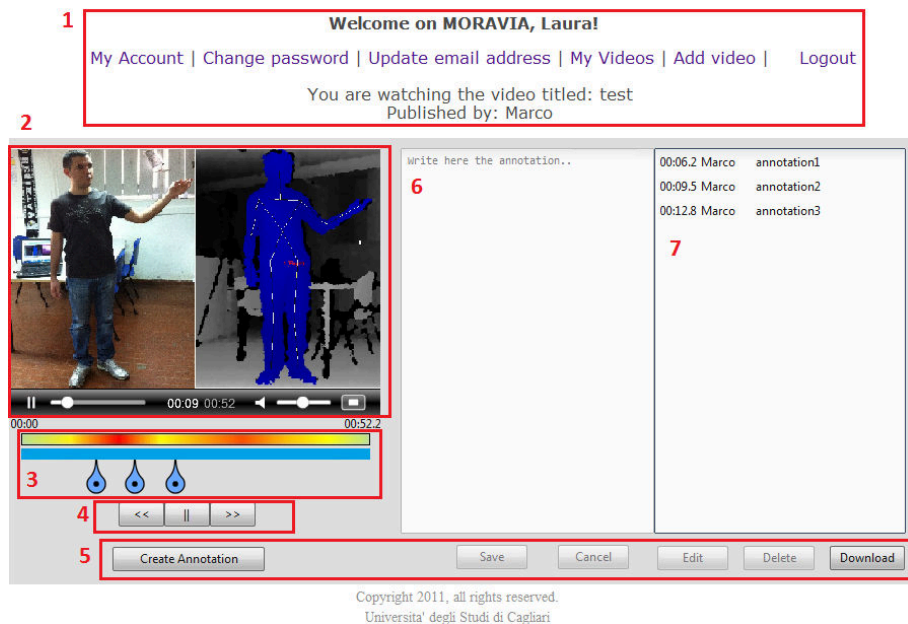 1
Welcome on MORAVIA, Laura!
My Account | Change password | Update email address | My Videos | Add video | Logout
You are watching the video titled: test
Published by: Marco
2
00:09 00:52
00:00 00:52.2
3
4
<< || >>
5
Create Annotation
Write here the annotation..
6
00:06.2 Marco annotation1
00:09.5 Marco annotation2
00:12.8 Marco annotation3
7
Save Cancel Edit Delete Download
Copyright 2011, all rights reserved.
Universita' degli Studi di Cagliari